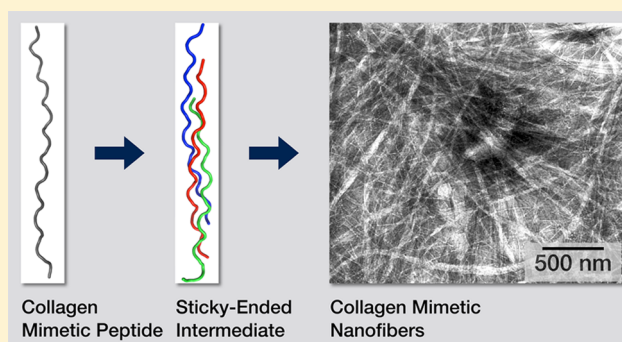 500 nm
Collagen
Mimetic Peptide
Sticky-Ended
Intermediate
Collagen Mimetic
Nanofibers